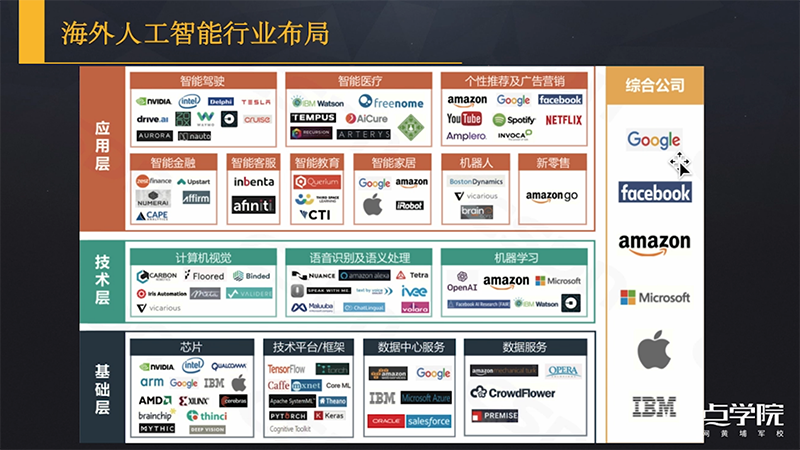 海外人工智能行业布局
应用层
智能驾驶
NVIDIA
intel
Delphi
TESLA
drive.ai
WAYMO
cruise
AURORA
nauto
智能医疗
IBM Watson
freenome
TEMPUS
AiCure
RECURSION
ARTERYS
个性推荐及广告营销
amazon
Google
facebook
YouTube
Spotify
NETFLIX
Amplero
INVOCA
智能金融
zestfinance
Upstart
NUMERAI
affirm
CAPE
ANALYTICS
智能客服
inbenta
afiniti
智能教育
Querium
THIRD SPACE
LEARNING
CTI
智能家居
Google
amazon
iRobot
机器人
BostonDynamics
vicarious
brain
新零售
amazon go
技术层
计算机视觉
CARBON
ROBOTICS
Floored
Binded
Iris Automation
VALIDERE
vicarious
语音识别及语义处理
NUANCE
amazon alexa
Tetra
SPEAK WITH ME
ivee
Maluuba
ChatLingual
volara
机器学习
OpenAI
amazon
Microsoft
Facebook AI Research (FAIR)
IBM Watson
基础层
芯片
NVIDIA
intel
QUALCOMM
arm
Google
IBM
AMD
XILINX
cerebras
brainchip
thinci
MYTHIC
DEEP VISION
技术平台/框架
TensorFlow
torch
Caffe
mxnet
Core ML
Apache SystemML
Theano
PYTORCH
Keras
Cognitive Toolkit
数据中心服务
amazon
Google
IBM
Microsoft Azure
ORACLE
salesforce
数据服务
amazon mechanical turk
OPERA
CrowdFlower
PREMISE
综合公司
Google
facebook
amazon
Microsoft
IBM
点学院
黄埔军校